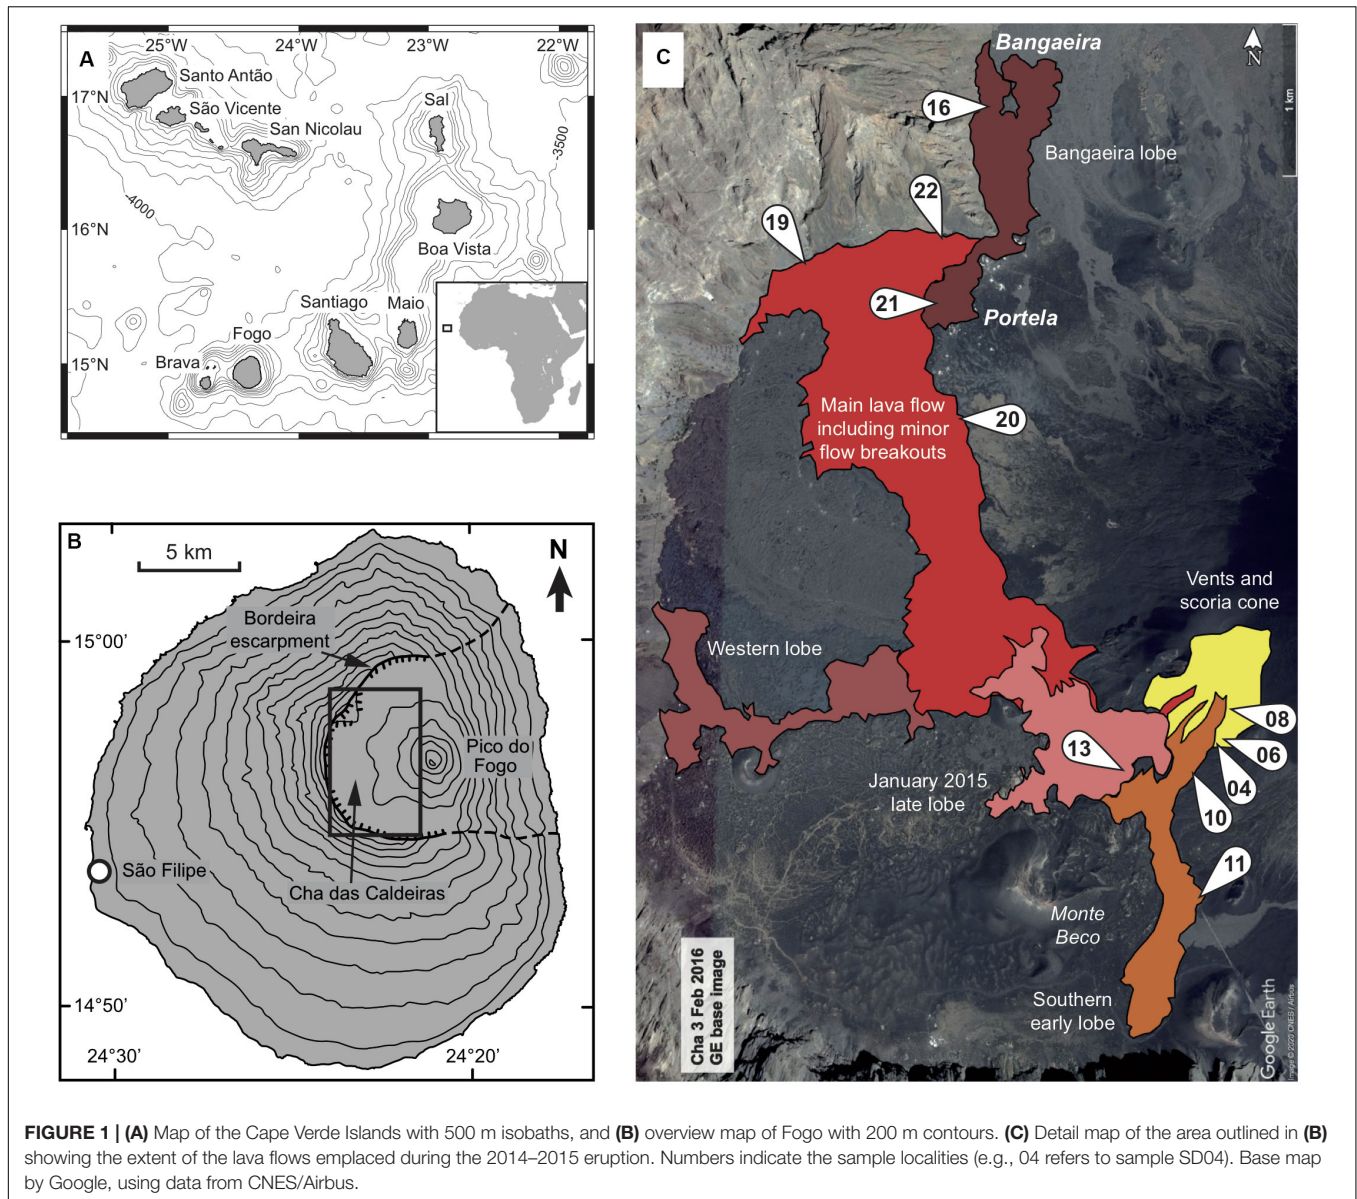 A
25°W
24°W
23°W
22°W
17°N
16°N
15°N
Santo Antão
São Vicente
San Nicolau
Sal
-3500
-4000
Boa Vista
Santiago
Maio
Fogo
Brava
B
5 km
N
Bordeira
escarpment
15°00'
Pico do
Fogo
São Filipe
Cha das Caldeiras
14°50'
24°30'
24°20'
C
Bangaeira
N
1 km
16
Bangaeira lobe
22
19
21
Portela
Main lava flow
including minor
flow breakouts
20
Vents and
scoria cone
Western lobe
08
13
06
January 2015
late lobe
04
10
11
Monte
Beco
Southern
early lobe
Cha 3 Feb 2016
GE base image
Google Earth
Image © 2020 CNES / Airbus
FIGURE 1 | (A) Map of the Cape Verde Islands with 500 m isobaths, and (B) overview map of Fogo with 200 m contours. (C) Detail map of the area outlined in (B)
showing the extent of the lava flows emplaced during the 2014–2015 eruption. Numbers indicate the sample localities (e.g., 04 refers to sample SD04). Base map
by Google, using data from CNES/Airbus.